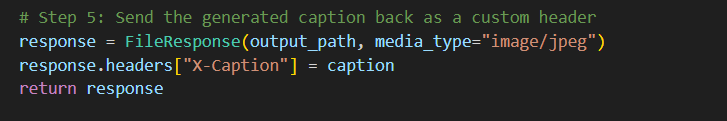 # Step 5: Send the generated caption back as a custom header
response = FileResponse(output_path, media_type="image/jpeg")
response.headers["X-Caption"] = caption
return response